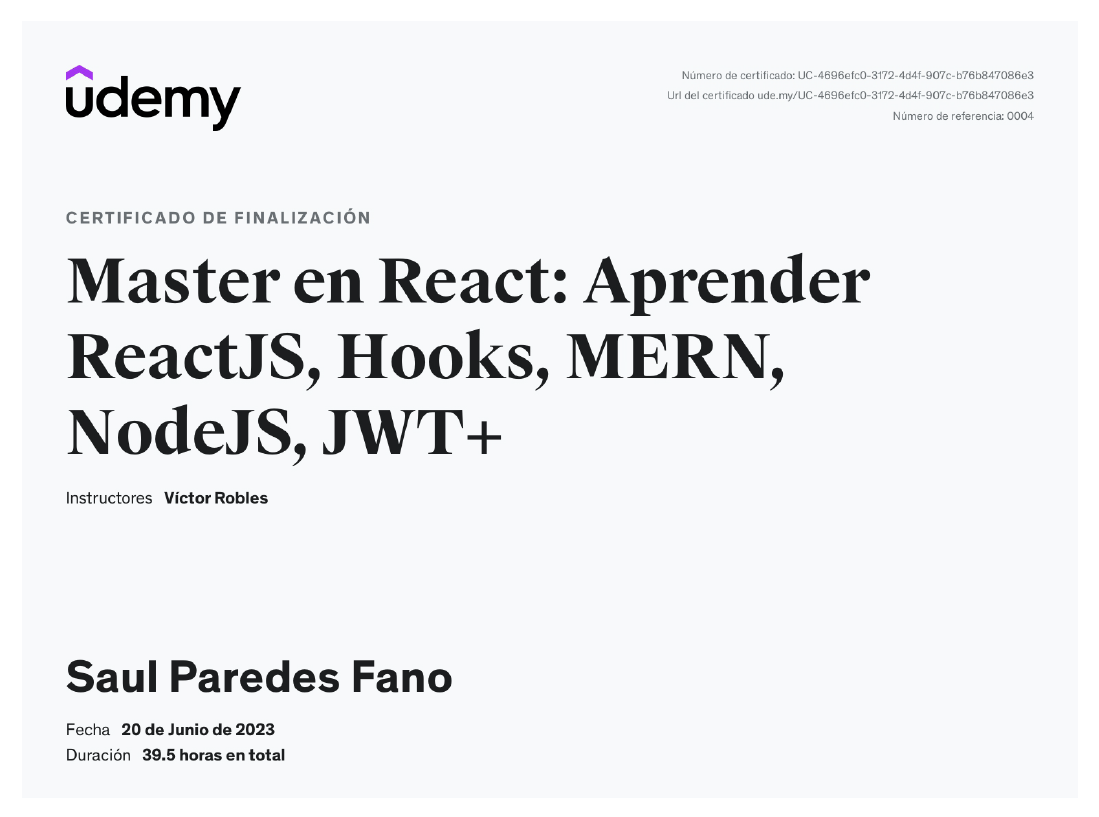 udemy
Número de certificado: UC-4696efc0-3172-4d4f-907c-b76b847086e3
Url del certificado ude.my/UC-4696efc0-3172-4d4f-907c-b76b847086e3
Número de referencia: 0004
CERTIFICADO DE FINALIZACIÓN
Master en React: Aprender
ReactJS, Hooks, MERN,
NodeJS, JWT+
Instructores Víctor Robles
Saul Paredes Fano
Fecha 20 de Junio de 2023
Duración 39.5 horas en total